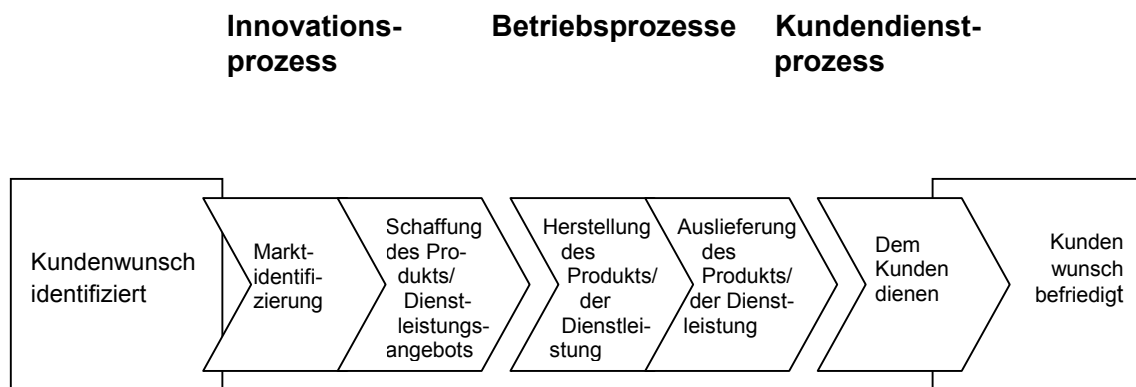 Innovations-
prozess
Betriebsprozesse
Kundendienst-
prozess
Kundenwunsch
identifiziert
Markt-
identifi-
zierung
Schaffung
des Pro-
dukts/
Dienst-
leistungs-
angebots
Herstellung
des
Produkts/
der
Dienstlei-
stung
Auslieferung
des
Produkts/
der Dienst-
leistung
Dem
Kunden
dienen
Kunden
wunsch
befriedigt